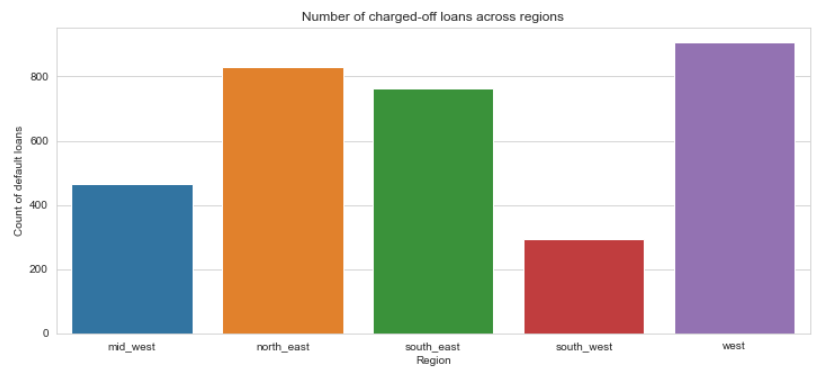 Number of charged-off loans across regions
Count of default loans
800
600
400
200
0
mid_west north_east south_east south_west west
Region